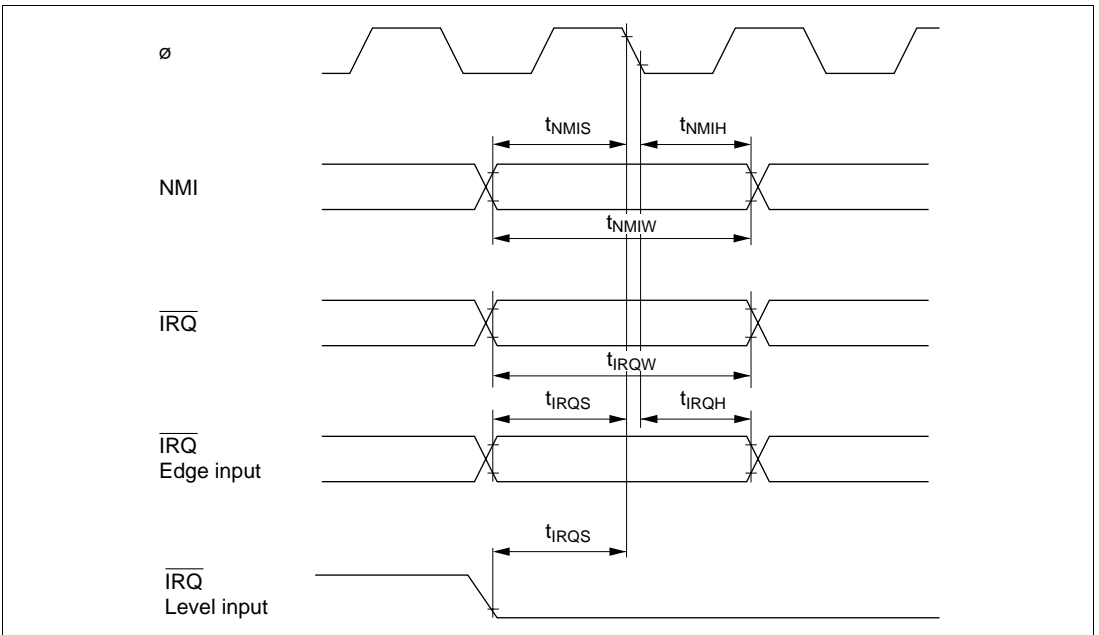 ø
tNMIS tNMIH
NMI
tNMIW
IRQ
tIRQW
tIRQS tIRQH
IRQ
Edge input
tIRQS
IRQ
Level input